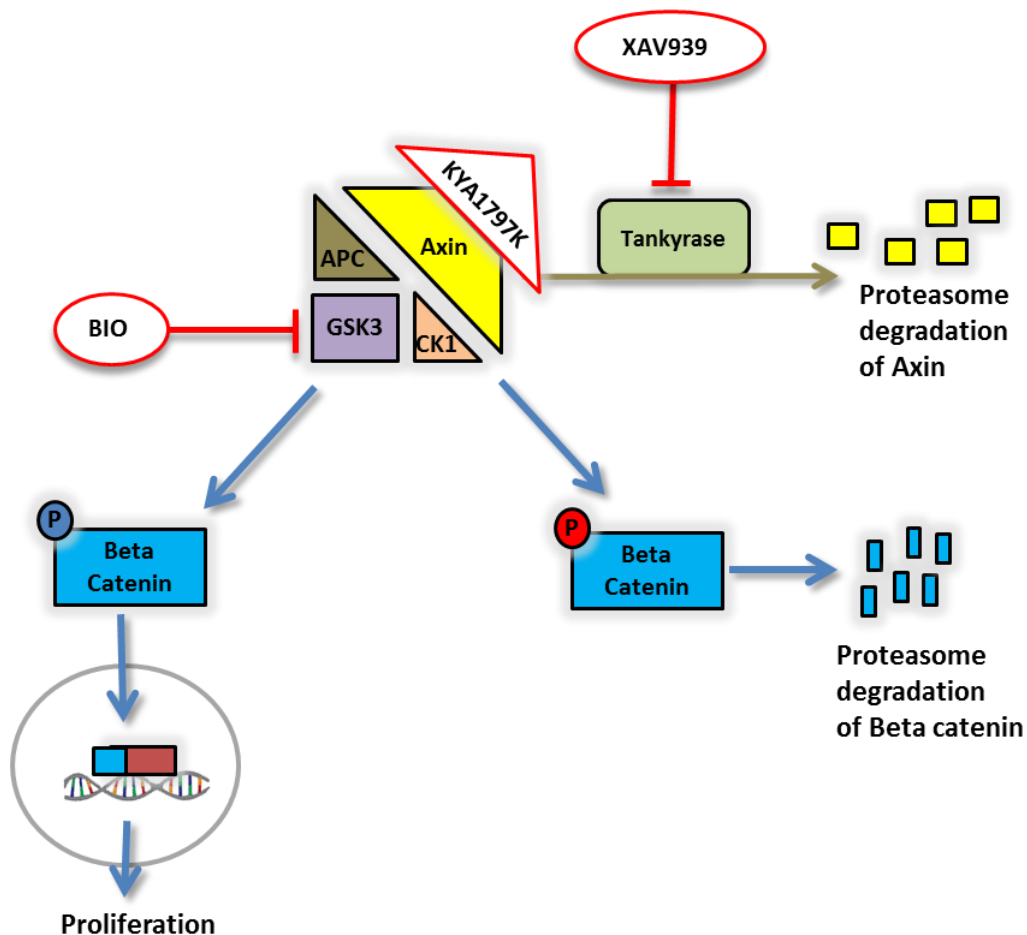 XAV939
KYA1797K
Axin
APC
Tankyrase
BIO
GSK3
CK1
Proteasome
degradation
of Axin
P
Beta
Catenin
P
Beta
Catenin
Proteasome
degradation
of Beta catenin
Proliferation